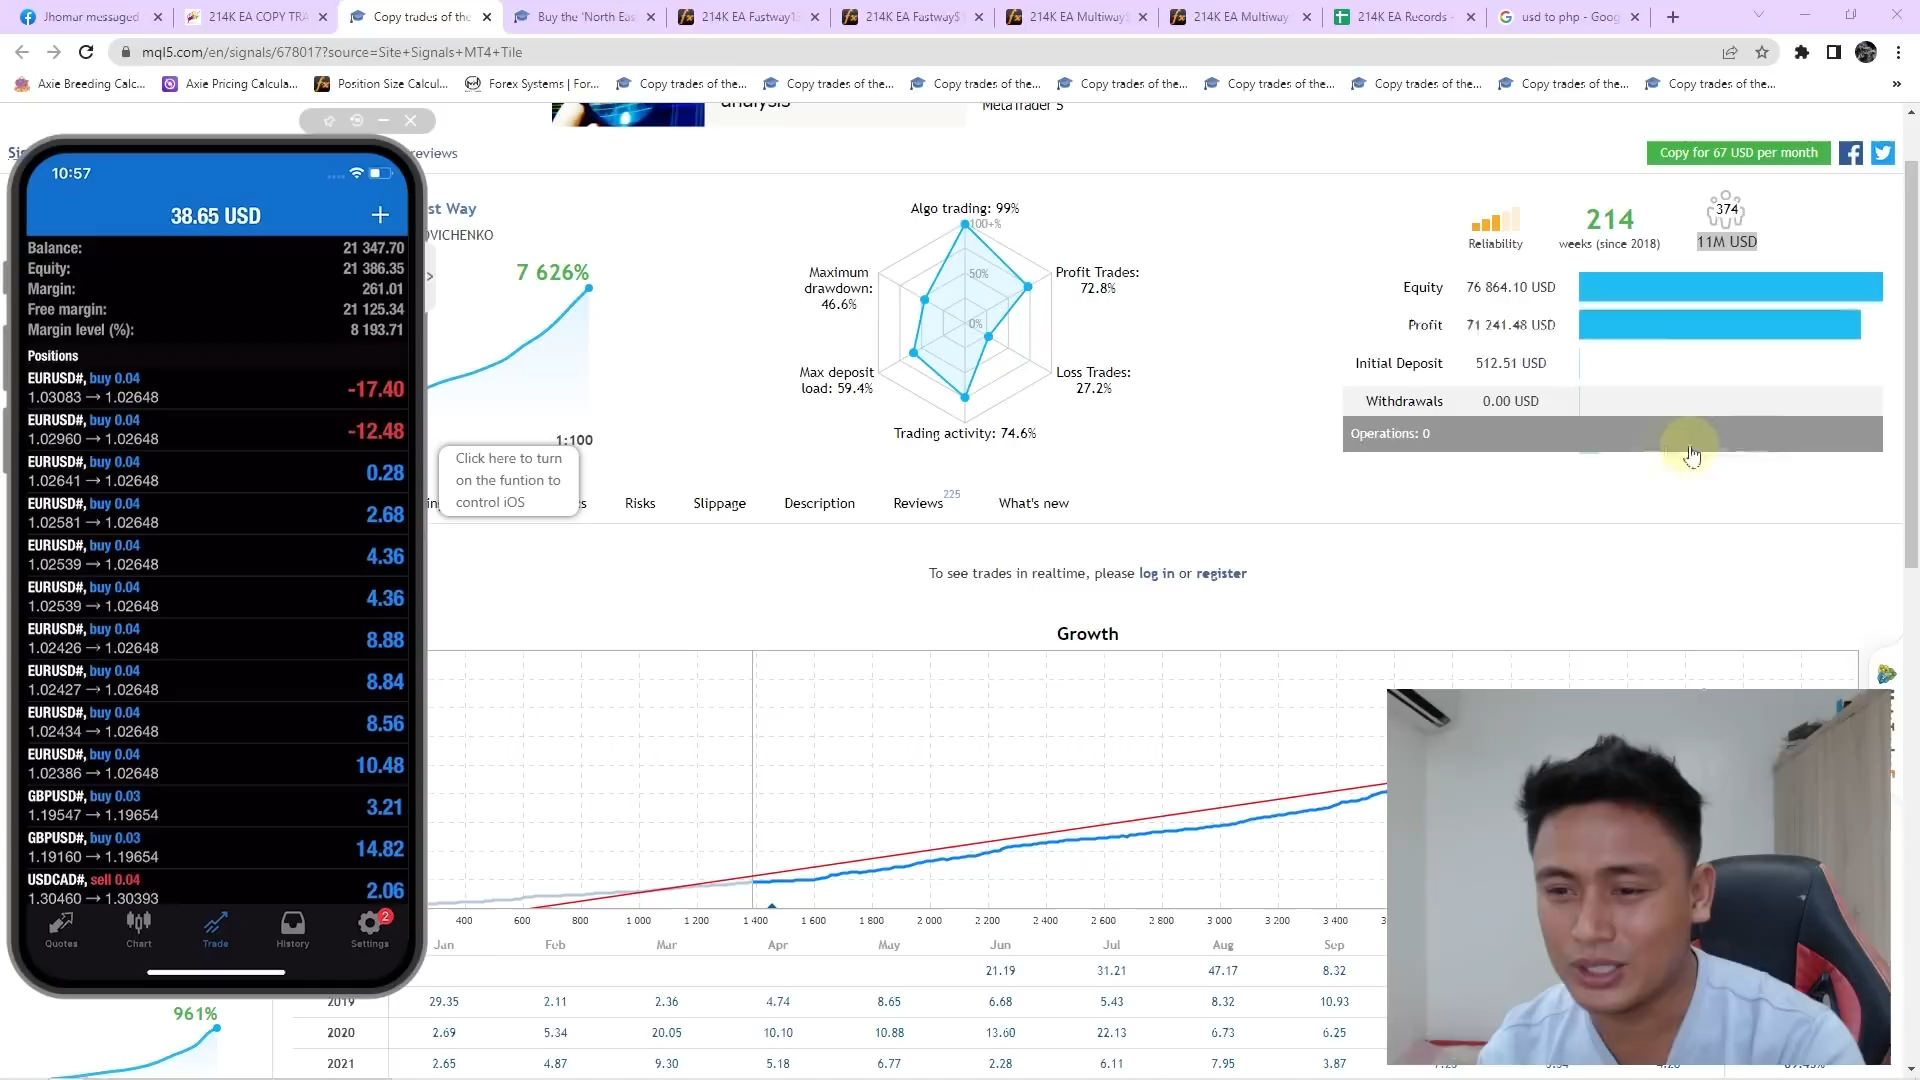 Jhomar messaged
214K EA COPY TRA
Copy trades of the
Buy the 'North Eas
214K EA Fastway1
214K EA Fastway$
214K EA Multiway
214K EA Multiway
214K EA Records -
usd to php - Goog
mql5.com/en/signals/678017?source=Site+Signals+MT4+Tile
Axie Breeding Calc...
Axie Pricing Calcula...
Position Size Calcul...
Forex Systems | For...
Copy trades of the...
Copy trades of the...
Copy trades of the...
Copy trades of the...
Copy trades of the...
Copy trades of the...
Copy trades of the...
Copy trades of the...
analysis
MetaTrader 5
reviews
Copy for 67 USD per month
10:57
38.65 USD
Balance: 21 347.70
Equity: 21 386.35
Margin: 261.01
Free margin: 21 125.34
Margin level (%): 8 193.71
Positions
EURUSD#, buy 0.04
1.03083 → 1.02648
-17.40
EURUSD#, buy 0.04
1.02960 → 1.02648
-12.48
EURUSD#, buy 0.04
1.02641 → 1.02648
0.28
EURUSD#, buy 0.04
1.02581 → 1.02648
2.68
EURUSD#, buy 0.04
1.02539 → 1.02648
4.36
EURUSD#, buy 0.04
1.02539 → 1.02648
4.36
EURUSD#, buy 0.04
1.02426 → 1.02648
8.88
EURUSD#, buy 0.04
1.02427 → 1.02648
8.84
EURUSD#, buy 0.04
1.02434 → 1.02648
8.56
EURUSD#, buy 0.04
1.02386 → 1.02648
10.48
GBPUSD#, buy 0.03
1.19547 → 1.19654
3.21
GBPUSD#, buy 0.03
1.19160 → 1.19654
14.82
USDCAD#, sell 0.04
1.30460 → 1.30393
2.06
Quotes
Chart
Trade
History
Settings
2
st Way
OVICHENKO
7 626%
1:100
Click here to turn
on the funtion to
control iOS
Algo trading: 99%
100+%
50%
0%
Maximum
drawdown:
46.6%
Profit Trades:
72.8%
Max deposit
load: 59.4%
Loss Trades:
27.2%
Trading activity: 74.6%
Reliability
214
weeks (since 2018)
374
11M USD
Equity 76 864.10 USD
Profit 71 241.48 USD
Initial Deposit 512.51 USD
Withdrawals 0.00 USD
Operations: 0
Risks
Slippage
Description
Reviews 225
What's new
To see trades in realtime, please log in or register
Growth
400 600 800 1 000 1 200 1 400 1 600 1 800 2 000 2 200 2 400 2 600 2 800 3 000 3 200 3 400
Jan Feb Mar Apr May Jun Jul Aug Sep
21.19 31.21 47.17 8.32
2019 29.35 2.11 2.36 4.74 8.65 6.68 5.43 8.32 10.93
2020 2.69 5.34 20.05 10.10 10.88 13.60 22.13 6.73 6.25
2021 2.65 4.87 9.30 5.18 6.77 2.28 6.11 7.95 3.87
961%